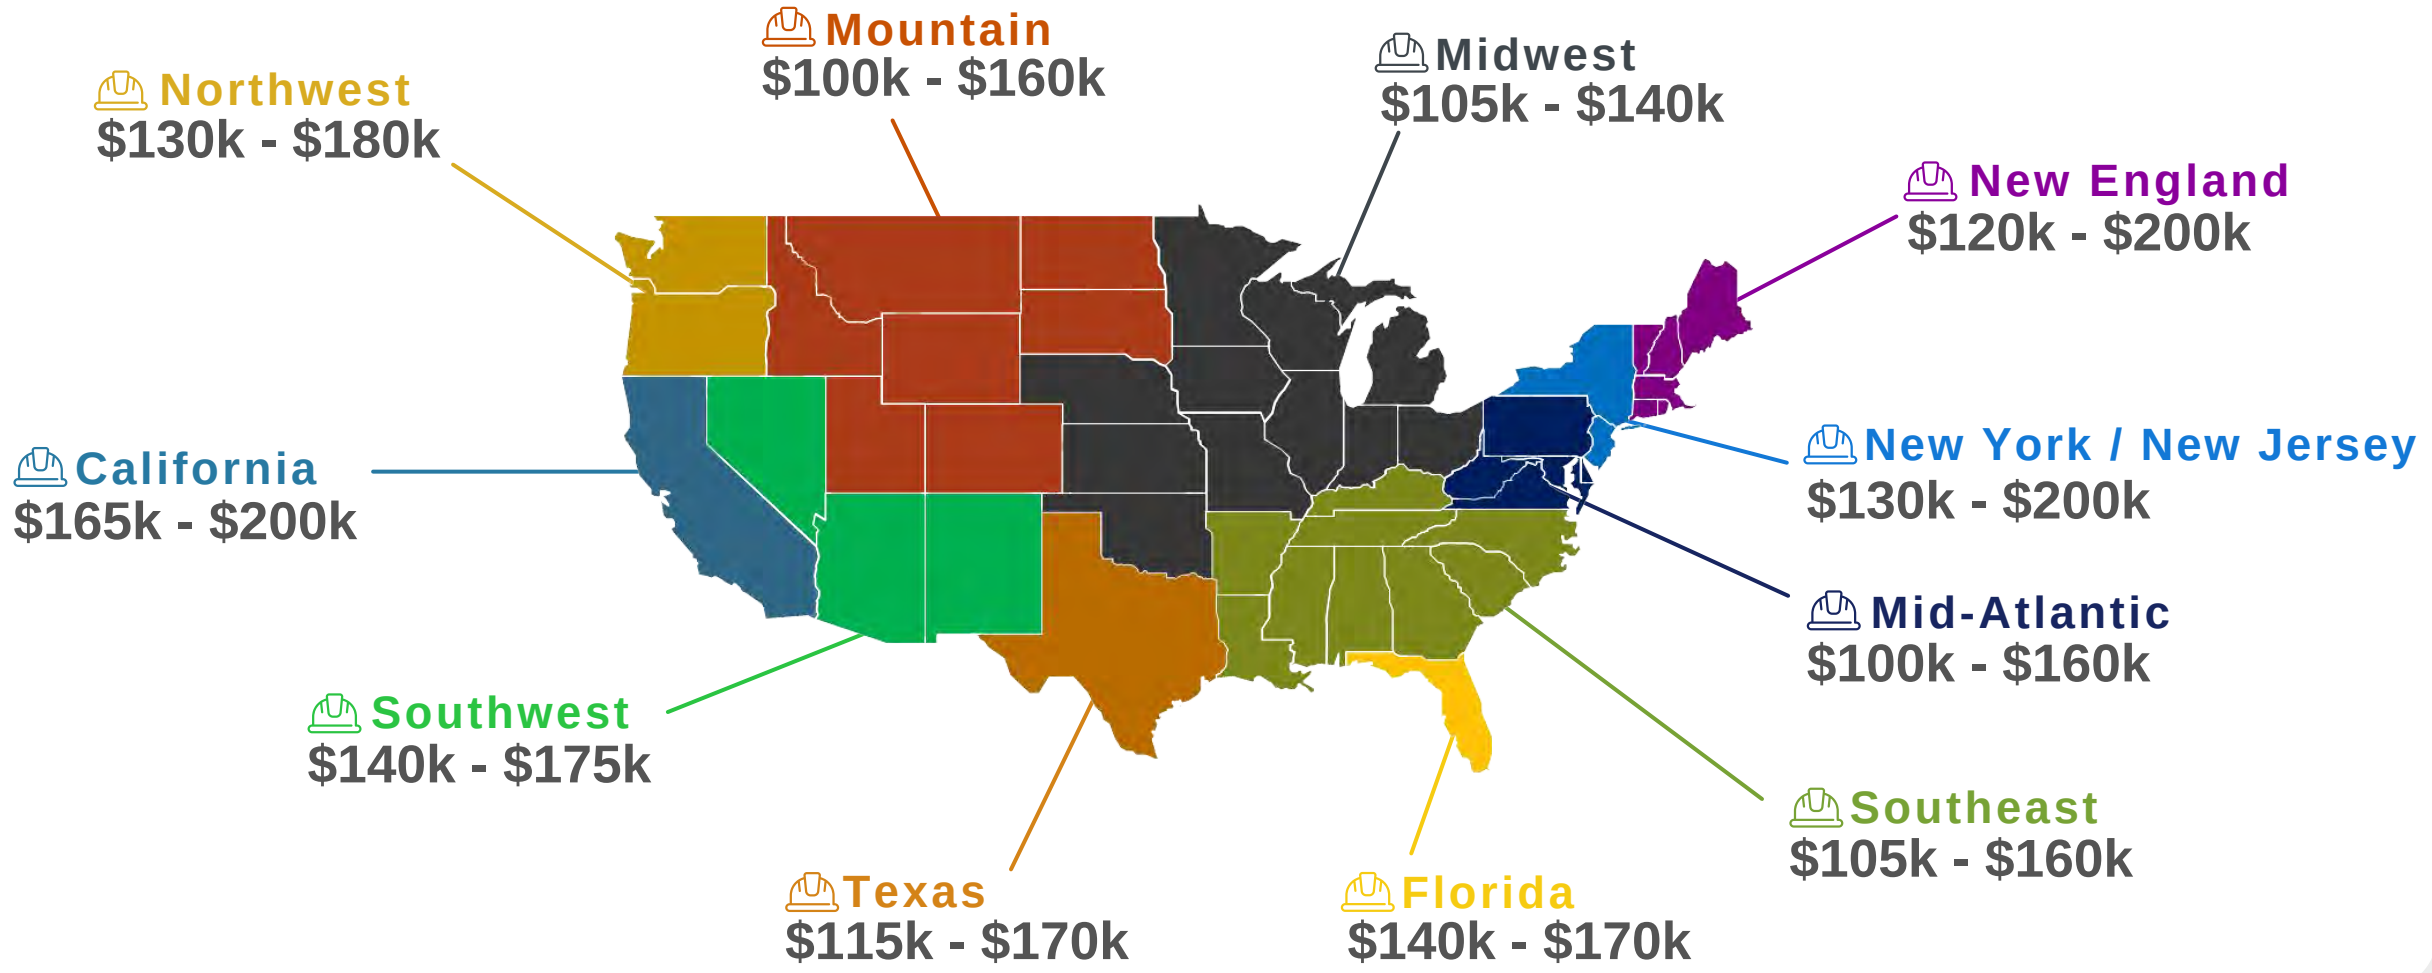 Mountain
$100k - $160k
Midwest
$105k - $140k
Northwest
$130k - $180k
New England
$120k - $200k
California
$165k - $200k
New York / New Jersey
$130k - $200k
Mid-Atlantic
$100k - $160k
Southwest
$140k - $175k
Southeast
$105k - $160k
Texas
$115k - $170k
Florida
$140k - $170k